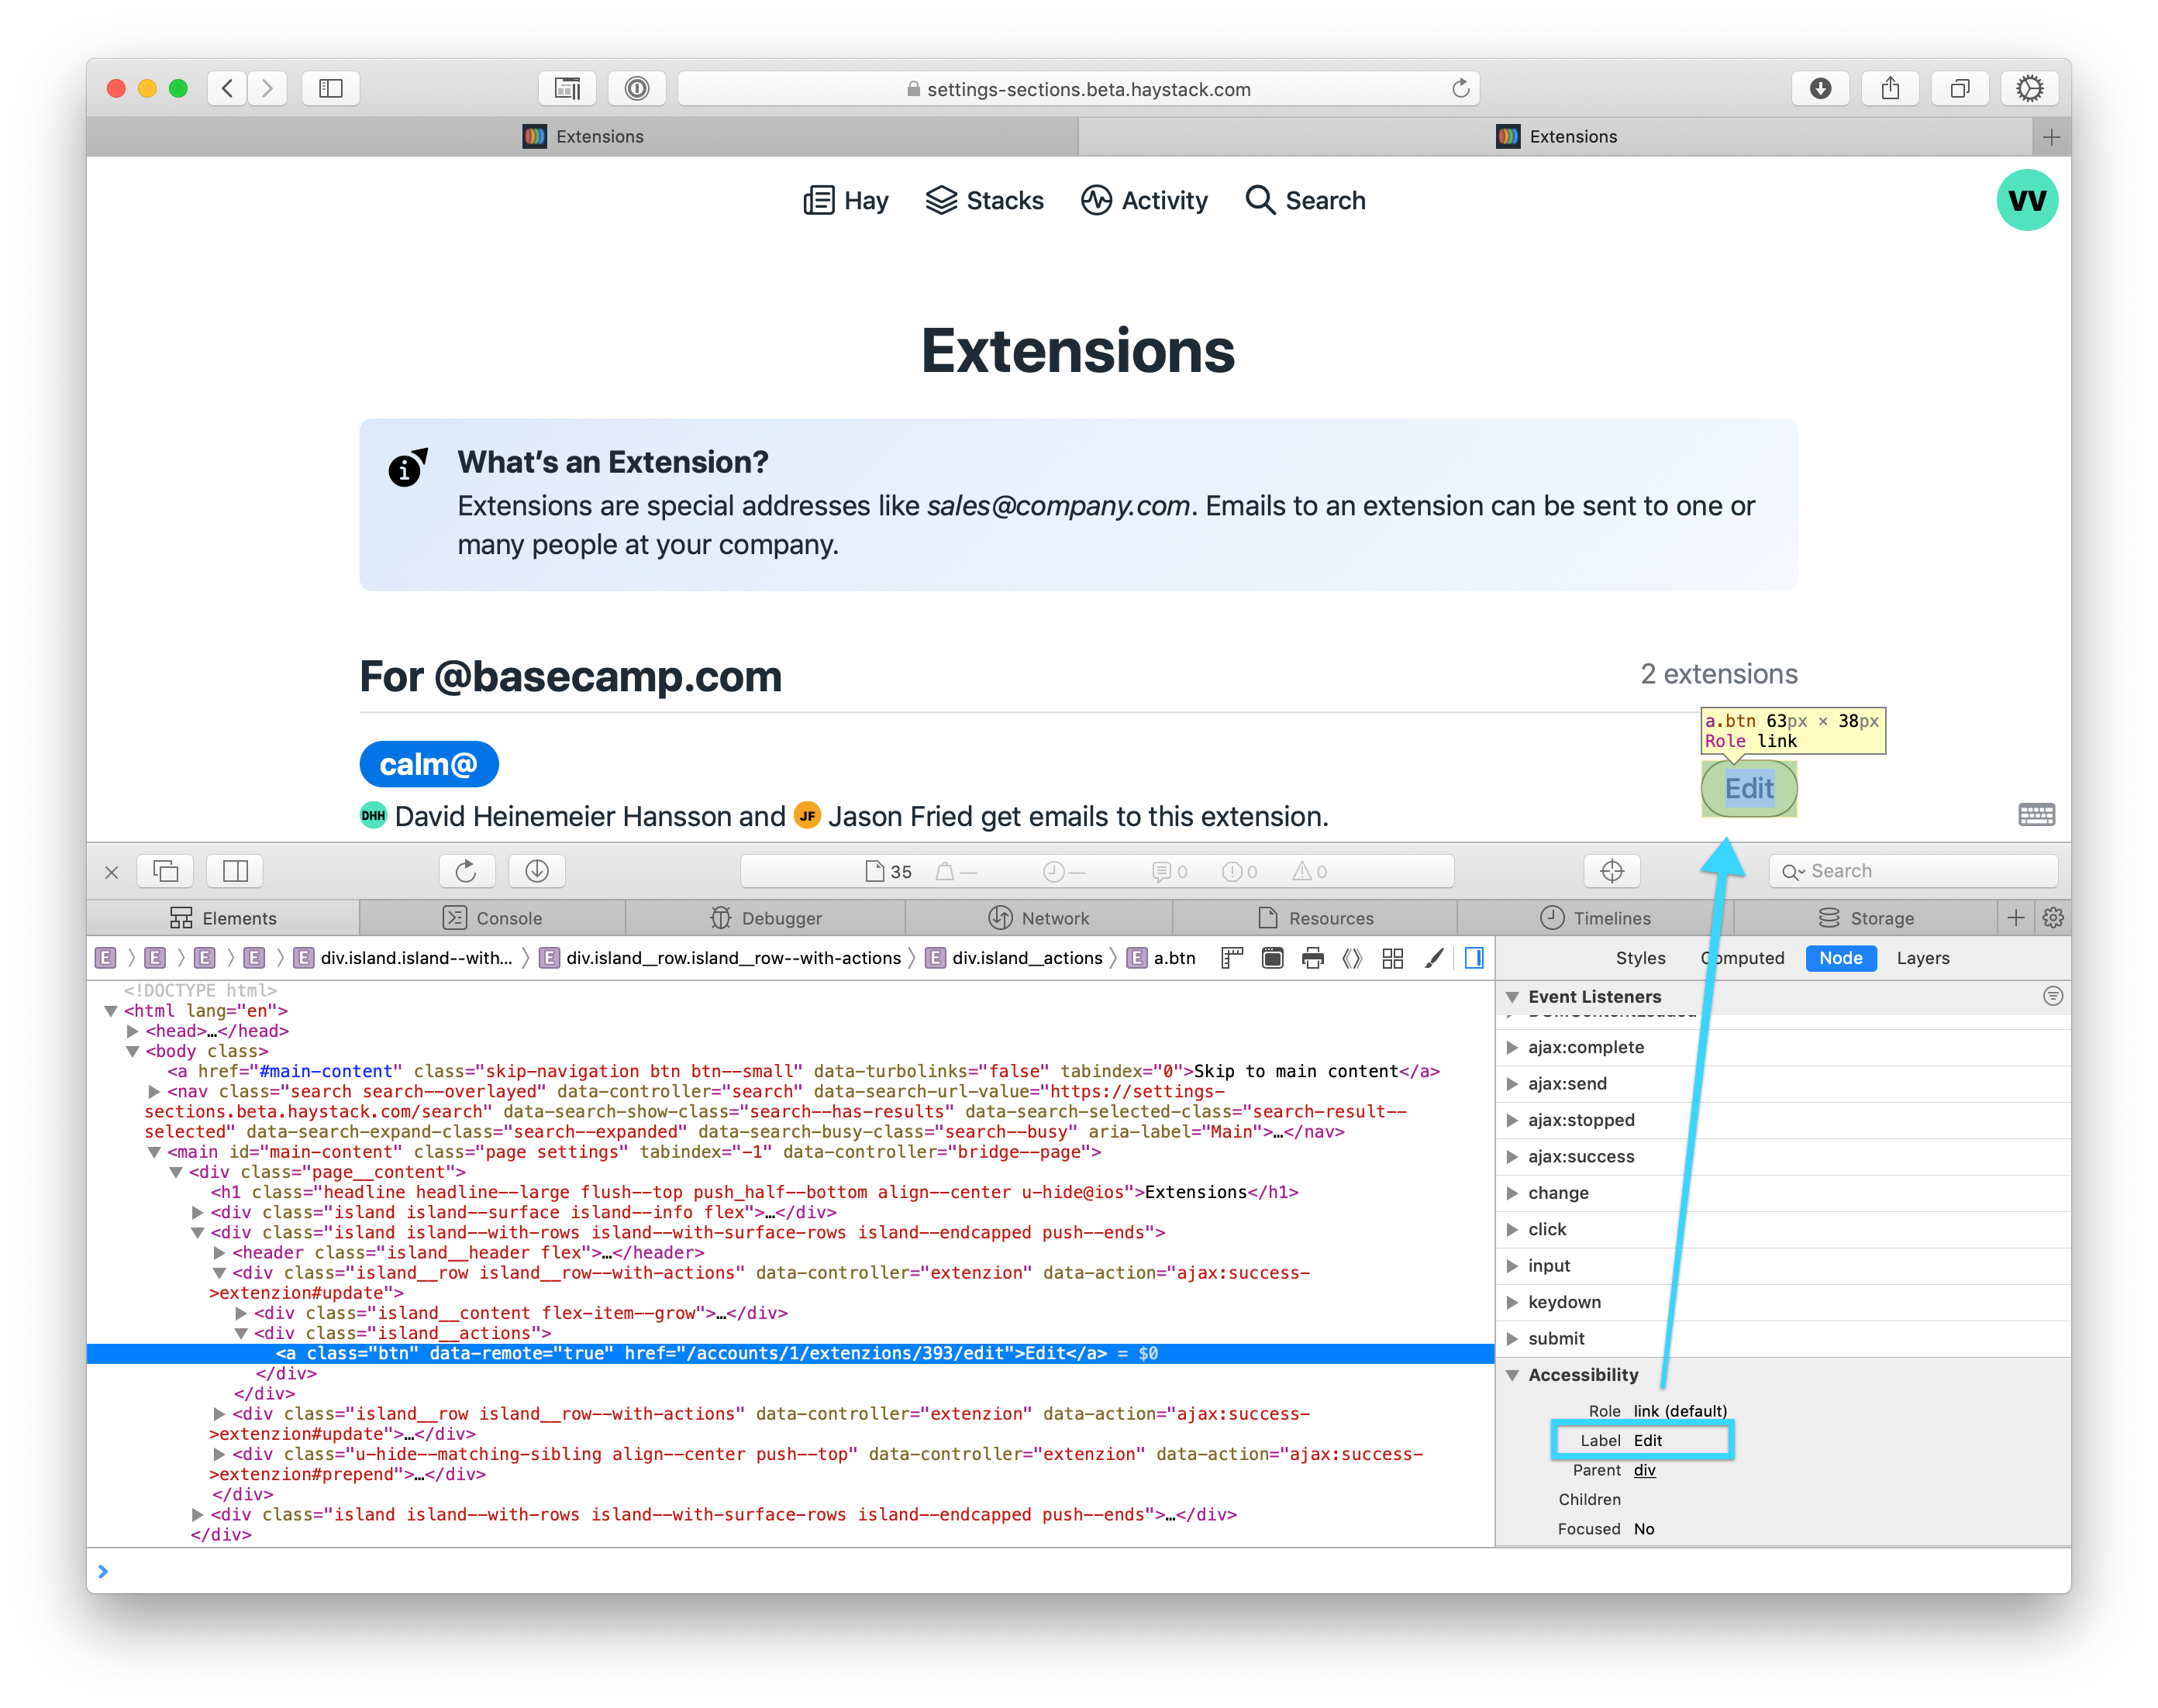 settings-sections.beta.haystack.com
Extensions
Extensions
Hay
Stacks
Activity
Search
VV
Extensions
What’s an Extension?
Extensions are special addresses like sales@company.com. Emails to an extension can be sent to one or
many people at your company.
For @basecamp.com
2 extensions
a.btn 63px × 38px
Role link
calm@
Edit
DHH David Heinemeier Hansson and JF Jason Fried get emails to this extension.
35
—
—
0
0
0
Search
Elements
Console
Debugger
Network
Resources
Timelines
Storage
E
E
E
E
E div.island.island--with...
E div.island__row.island__row--with-actions
E div.island__actions
E a.btn
Styles
Computed
Node
Layers
<!DOCTYPE html>
<html lang="en">
<head>…</head>
<body class>
<a href="#main-content" class="skip-navigation btn btn--small" data-turbolinks="false" tabindex="0">Skip to main content</a>
<nav class="search search--overlayed" data-controller="search" data-search-url-value="https://settings-
sections.beta.haystack.com/search" data-search-show-class="search--has-results" data-search-selected-class="search-result--
selected" data-search-expand-class="search--expanded" data-search-busy-class="search--busy" aria-label="Main">…</nav>
<main id="main-content" class="page settings" tabindex="-1" data-controller="bridge--page">
<div class="page__content">
<h1 class="headline headline--large flush--top push_half--bottom align--center u-hide@ios">Extensions</h1>
<div class="island island--surface island--info flex">…</div>
<div class="island island--with-rows island--with-surface-rows island--endcapped push--ends">
<header class="island__header flex">…</header>
<div class="island__row island__row--with-actions" data-controller="extenzion" data-action="ajax:success-
>extenzion#update">
<div class="island__content flex-item--grow">…</div>
<div class="island__actions">
<a class="btn" data-remote="true" href="/accounts/1/extenzions/393/edit">Edit</a> = $0
</div>
</div>
<div class="island__row island__row--with-actions" data-controller="extenzion" data-action="ajax:success-
>extenzion#update">…</div>
<div class="u-hide--matching-sibling align--center push--top" data-controller="extenzion" data-action="ajax:success-
>extenzion#prepend">…</div>
</div>
<div class="island island--with-rows island--with-surface-rows island--endcapped push--ends">…</div>
</div>
Event Listeners
ajax:complete
ajax:send
ajax:stopped
ajax:success
change
click
input
keydown
submit
Accessibility
Role link (default)
Label Edit
Parent div
Children
Focused No